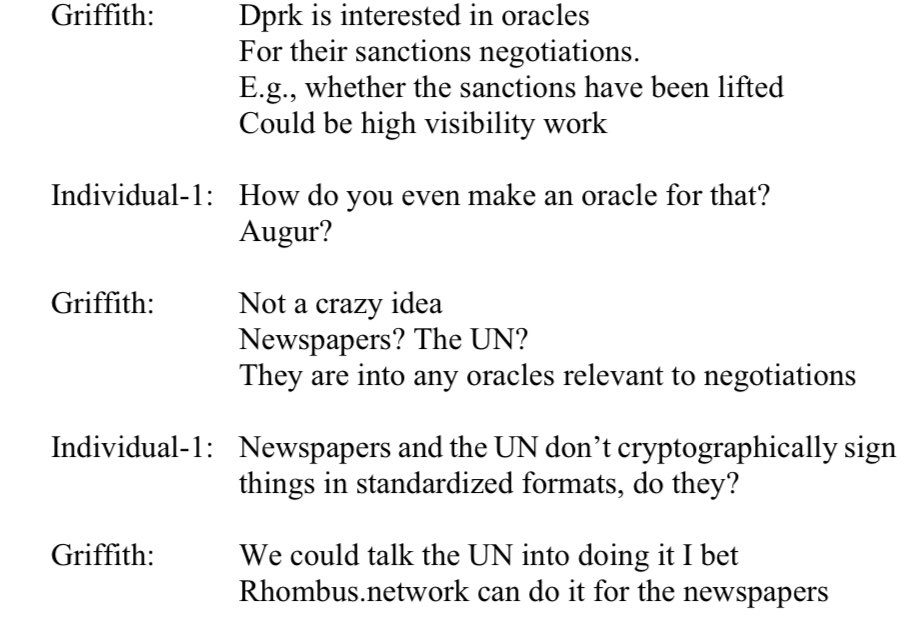 Griffith: Dprk is interested in oracles
For their sanctions negotiations.
E.g., whether the sanctions have been lifted
Could be high visibility work
Individual-1: How do you even make an oracle for that?
Augur?
Griffith: Not a crazy idea
Newspapers? The UN?
They are into any oracles relevant to negotiations
Individual-1: Newspapers and the UN don’t cryptographically sign
things in standardized formats, do they?
Griffith: We could talk the UN into doing it I bet
Rhombus.network can do it for the newspapers